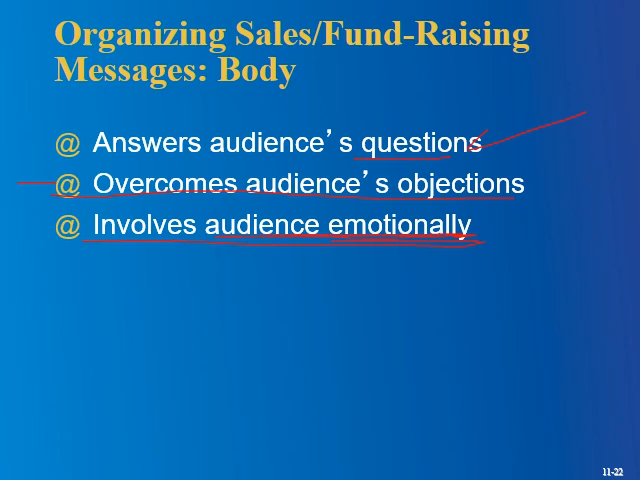 Organizing Sales/Fund-Raising
Messages: Body
@ Answers audience’s questions
@ Overcomes audience’s objections
@ Involves audience emotionally
11-22